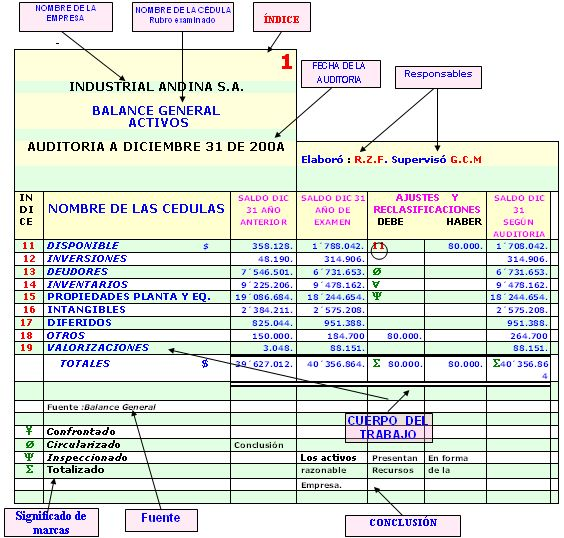 NOMBRE DE LA
EMPRESA
NOMBRE DE LA CÉDULA
Rubro examinado
ÍNDICE
1
INDUSTRIAL ANDINA S.A.
BALANCE GENERAL
ACTIVOS
AUDITORIA A DICIEMBRE 31 DE 200A
FECHA DE LA
AUDITORIA
Responsables
Elaboró : R.Z.F. Supervisó G.C.M
IN DI CE NOMBRE DE LAS CEDULAS SALDO DIC 31 AÑO ANTERIOR SALDO DIC 31 AÑO DE EXAMEN AJUSTES Y RECLASIFICACIONES DEBE HABER SALDO DIC 31 SEGÚN AUDITORIA
11 DISPONIBLE $ 358.128. 1´788.042. 11 80.000. 1´708.042.
12 INVERSIONES 48.190. 314.906. 314.906.
13 DEUDORES 7´546.501. 6´731.653. Ø 6´731.653.
14 INVENTARIOS 9´225.206. 9´478.162. ¥ 9´478.162.
15 PROPIEDADES PLANTA Y EQ. 19´086.684. 18´244.654. Ψ 18´244.654.
16 INTANGIBLES 2´384.211. 2´575.208. 2´575.208.
17 DIFERIDOS 825.044. 951.388. 951.388.
18 OTROS 150.000. 184.700 80.000. 264.700
19 VALORIZACIONES 3.048. 88.151. 88.151.
TOTALES $ 39´627.012. 40´356.864. Σ 80.000. 80.000. Σ40´356.86
4
Fuente :Balance General
CUERPO DEL
TRABAJO
¥ Confrontado
Ø Circularizado Conclusión
Ψ Inspeccionado Los activos Presentan En forma
Σ Totalizado razonable Recursos de la
Empresa.
Significado de
marcas
Fuente
CONCLUSIÓN